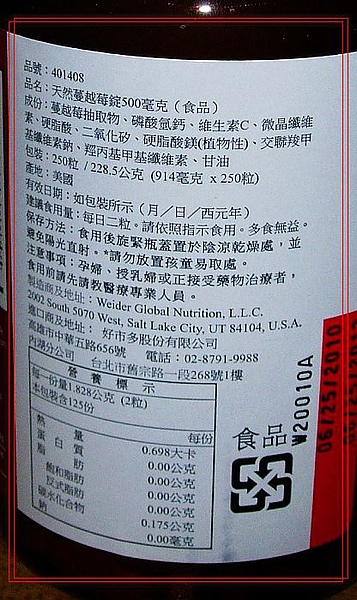 品號：401408
品名：天然蔓越莓錠500毫克（食品）
成份：蔓越莓抽取物、磷酸氫鈣、維生素C、微晶纖維
素、硬脂酸、二氧化矽、硬脂酸鎂(植物性)、交聯羧甲
基纖維素鈉、羥丙基甲基纖維素、甘油
包裝：250粒 / 228.5公克 (914毫克 x 250粒)
產地：美國
有效日期：如包裝所示（月／日／西元年）
建議食用量：每日二粒。請依指示食用。多食無益。
保存方法：食用後旋緊瓶蓋置於陰涼乾燥處，並
避免陽光直射。*請勿放置孩童易取處。
注意事項：孕婦、授乳婦或正接受藥物治療者，
食用前請先請教醫療專業人員。
製造商及地址：Weider Global Nutrition, L.L.C.
2002 South 5070 West, Salt Lake City, UT 84104, U.S.A.
進口商及地址： 好市多股份有限公司
高雄市中華五路656號 電話：02-8791-9988
內湖分公司 台北市舊宗路一段268號1樓
營養標示
每一份量1.828公克 (2粒)
本包裝含125份
每份
熱量 0.698大卡
蛋白質 0.00公克
脂肪 0.00公克
飽和脂肪 0.00公克
反式脂肪 0.00公克
碳水化合物 0.175公克
鈉 0.00毫克
食品
W20010A
06/25/2010